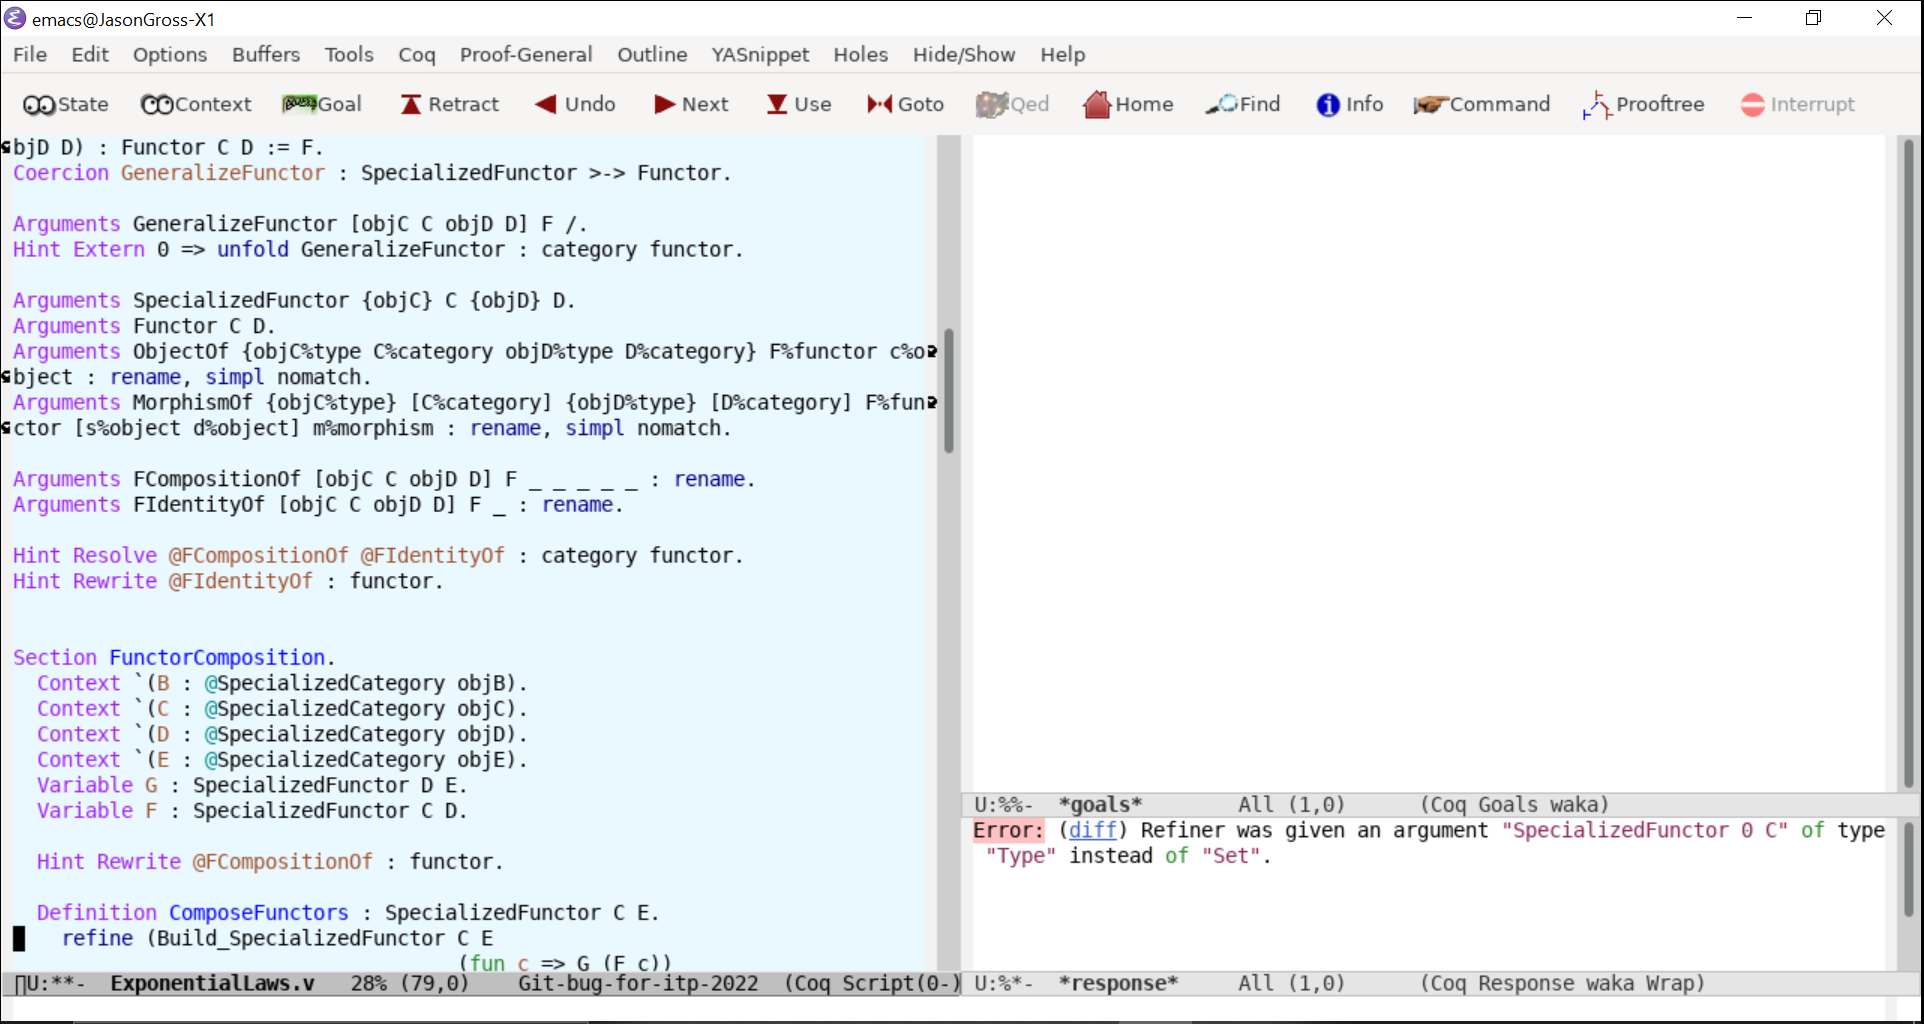 emacs@JasonGross-X1
File Edit Options Buffers Tools Coq Proof-General Outline YASnippet Holes Hide/Show Help
State Context Goal Retract Undo Next Use Goto Qed Home Find Info Command Prooftree Interrupt
bjD D) : Functor C D := F.
Coercion GeneralizeFunctor : SpecializedFunctor >-> Functor.
Arguments GeneralizeFunctor [objC C objD D] F /.
Hint Extern 0 => unfold GeneralizeFunctor : category functor.
Arguments SpecializedFunctor {objC} C {objD} D.
Arguments Functor C D.
Arguments ObjectOf {objC%type C%category objD%type D%category} F%functor c%o
bject : rename, simpl nomatch.
Arguments MorphismOf {objC%type} [C%category] {objD%type} [D%category] F%fun
ctor [s%object d%object] m%morphism : rename, simpl nomatch.
Arguments FCompositionOf [objC C objD D] F _ _ _ _ _ : rename.
Arguments FIdentityOf [objC C objD D] F _ : rename.
Hint Resolve @FCompositionOf @FIdentityOf : category functor.
Hint Rewrite @FIdentityOf : functor.
Section FunctorComposition.
Context `(B : @SpecializedCategory objB).
Context `(C : @SpecializedCategory objC).
Context `(D : @SpecializedCategory objD).
Context `(E : @SpecializedCategory objE).
Variable G : SpecializedFunctor D E.
Variable F : SpecializedFunctor C D.
Hint Rewrite @FCompositionOf : functor.
Definition ComposeFunctors : SpecializedFunctor C E.
refine (Build_SpecializedFunctor C E
(fun c => G (F c))
U:**- ExponentialLaws.v 28% (79,0) Git-bug-for-itp-2022 (Coq Script(0-)
U:%%- *goals* All (1,0) (Coq Goals waka)
Error: (diff) Refiner was given an argument "SpecializedFunctor 0 C" of type
"Type" instead of "Set".
U:%*- *response* All (1,0) (Coq Response waka Wrap)